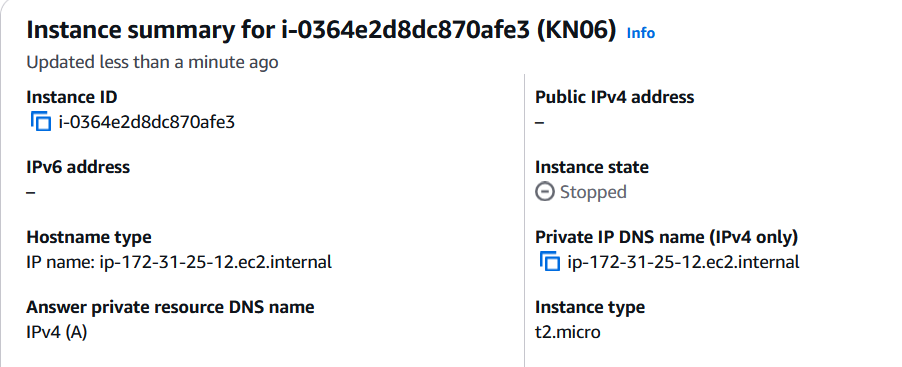 Instance summary for i-0364e2d8dc870afe3 (KN06) Info
Updated less than a minute ago
Instance ID
i-0364e2d8dc870afe3
Public IPv4 address
–
IPv6 address
–
Instance state
Stopped
Hostname type
IP name: ip-172-31-25-12.ec2.internal
Private IP DNS name (IPv4 only)
ip-172-31-25-12.ec2.internal
Answer private resource DNS name
IPv4 (A)
Instance type
t2.micro